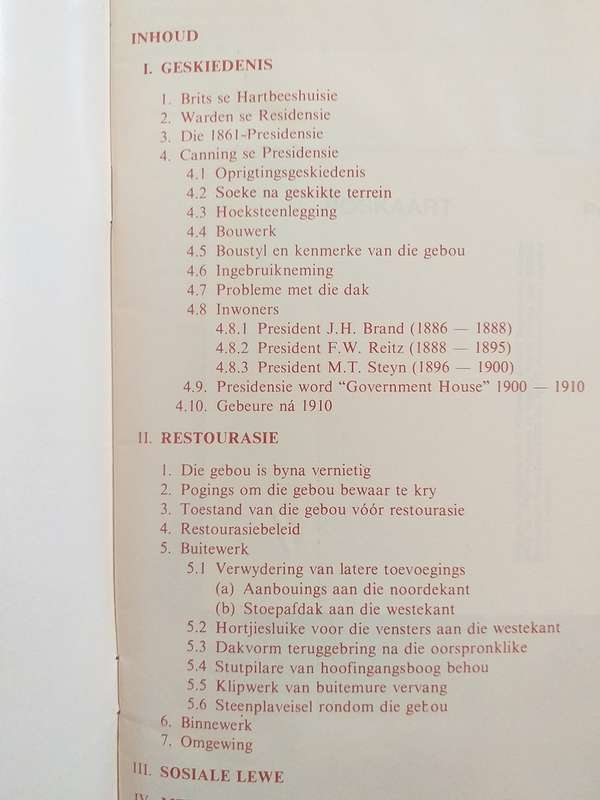 INHOUD
I. GESKIEDENIS
1. Brits se Hartbeeshuisie
2. Warden se Residensie
3. Die 1861-Presidensie
4. Canning se Presidensie
4.1 Oprigtingsgeskiedenis
4.2 Soeke na geskikte terrein
4.3 Hoeksteenlegging
4.4 Bouwerk
4.5 Boustyl en kenmerke van die gebou
4.6 Ingebruikneming
4.7 Probleme met die dak
4.8 Inwoners
4.8.1 President J.H. Brand (1886 — 1888)
4.8.2 President F.W. Reitz (1888 — 1895)
4.8.3 President M.T. Steyn (1896 — 1900)
4.9. Presidensie word “Government House” 1900 — 1910
4.10. Gebeure ná 1910
II. RESTOURASIE
1. Die gebou is byna vernietig
2. Pogings om die gebou bewaar te kry
3. Toestand van die gebou vóór restourasie
4. Restourasiebeleid
5. Buitewerk
5.1 Verwydering van latere toevoegings
(a) Aanbouings aan die noordekant
(b) Stoepafdak aan die westekant
5.2 Hortjiesluike voor die vensters aan die westekant
5.3 Dakvorm teruggebring na die oorspronklike
5.4 Stutpilare van hoofingangsboog behou
5.5 Klipwerk van buitemure vervang
5.6 Steenplaveisel rondom die gebou
6. Binnewerk
7. Omgewing
III. SOSIALE LEWE
IV.